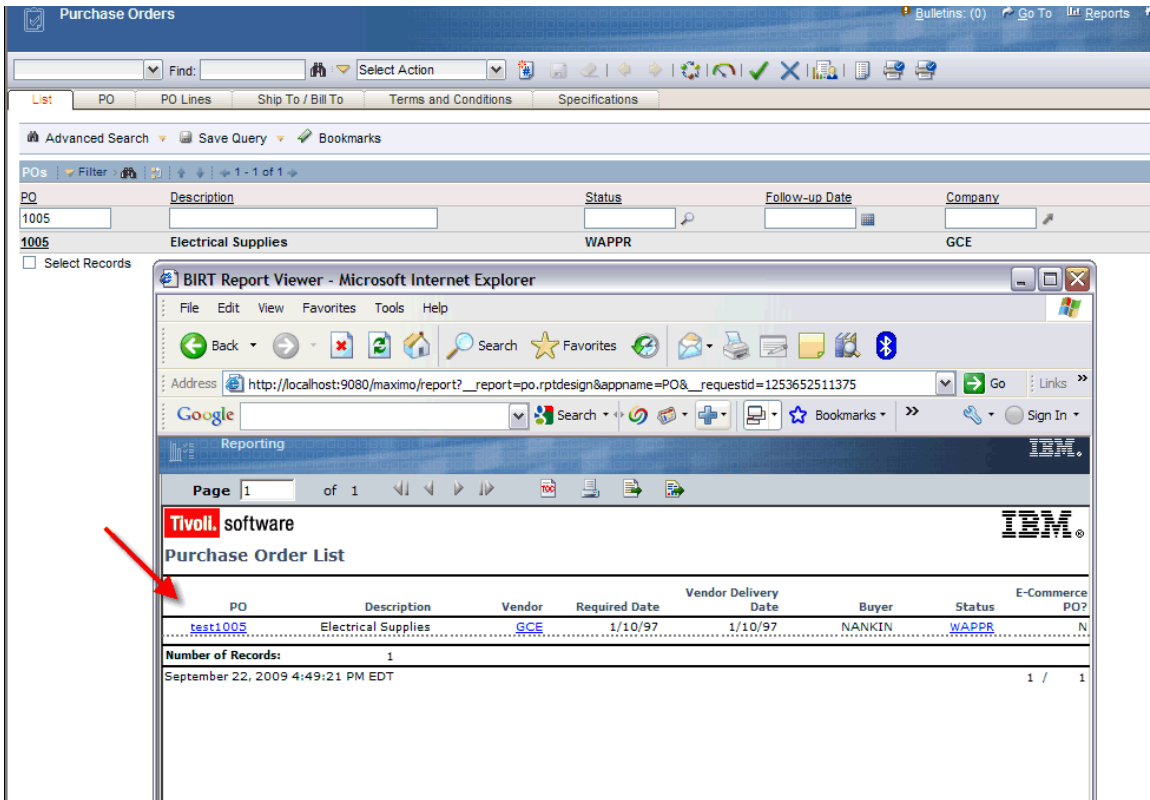 Purchase Orders
Bulletins: (0) Go To Reports
Find: Select Action
List PO PO Lines Ship To / Bill To Terms and Conditions Specifications
Advanced Search Save Query Bookmarks
POs Filter 1 - 1 of 1
PO Description Status Follow-up Date Company
1005
1005 Electrical Supplies WAPPR GCE
Select Records
BIRT Report Viewer - Microsoft Internet Explorer
File Edit View Favorites Tools Help
Back Search Favorites
Address http://localhost:9080/maximo/report?__report=po.rptdesign&appname=PO&__requestid=1253652511375 Go Links »
Google Search Bookmarks » Sign In
Reporting IBM.
Page 1 of 1 TOC
Tivoli. software IBM®
Purchase Order List
Vendor Delivery E-Commerce
PO Description Vendor Required Date Date Buyer Status PO?
test1005 Electrical Supplies GCE 1/10/97 1/10/97 NANKIN WAPPR N
Number of Records: 1
September 22, 2009 4:49:21 PM EDT 1 / 1